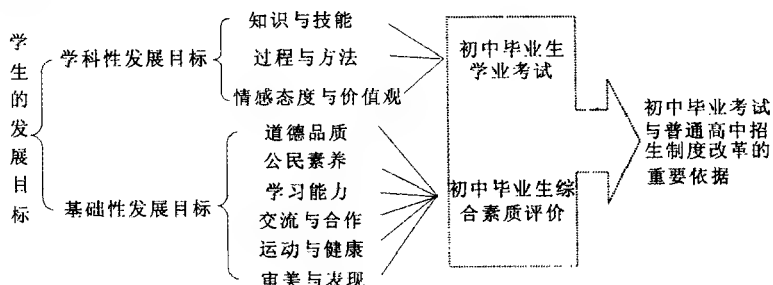 学生的发展目标
学科性发展目标
知识与技能
过程与方法
情感态度与价值观
基础性发展目标
道德品质
公民素养
学习能力
交流与合作
运动与健康
审美与表现
初中毕业生
学业考试
初中毕业生综
合素质评价
初中毕业考试
与普通高中招
生制度改革的
重要依据